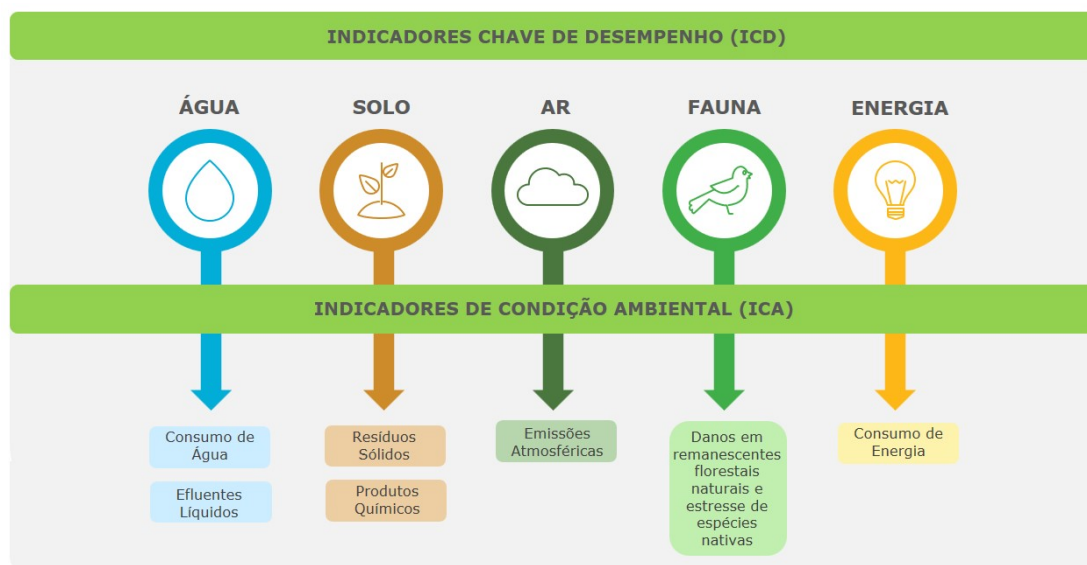 INDICADORES CHAVE DE DESEMPENHO (ICD)
ÁGUA
SOLO
AR
FAUNA
ENERGIA
INDICADORES DE CONDIÇÃO AMBIENTAL (ICA)
Consumo de
Água
Efluentes
Líquidos
Resíduos
Sólidos
Produtos
Químicos
Emissões
Atmosféricas
Danos em
remanescentes
florestais
naturais e
estresse de
espécies
nativas
Consumo de
Energia